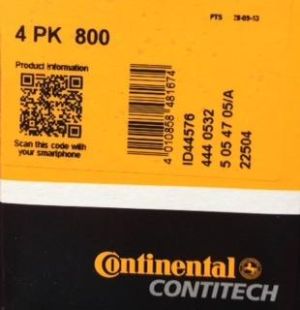 PTS 28-05-13
4 PK 800
Product information
Scan this code with
your smartphone
4 010858 481674
ID44576
444 0532
5 05 47 05/A
22504
Continental
CONTITECH